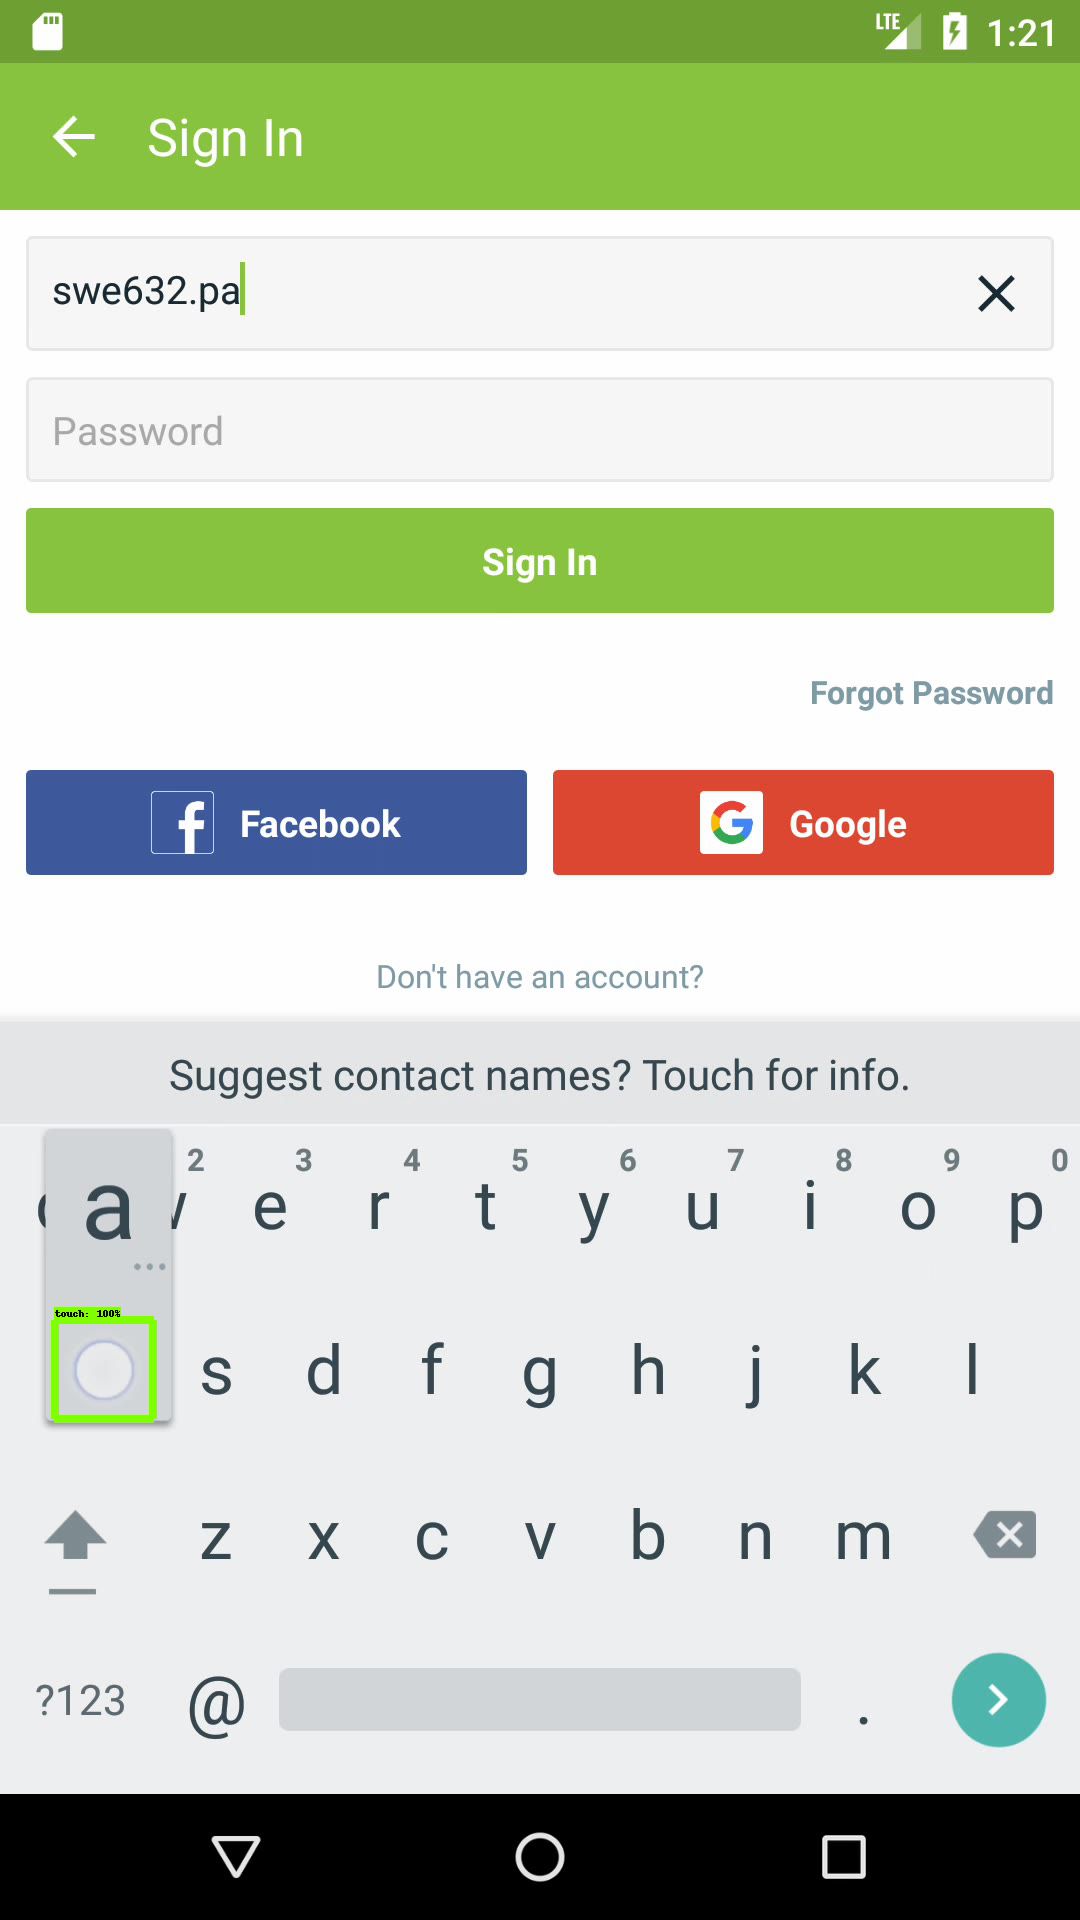 LTE 1:21
Sign In
swe632.pa
Password
Sign In
Forgot Password
Facebook
Google
Don't have an account?
Suggest contact names? Touch for info.
2 3 4 5 6 7 8 9 0
a e r t y u i o p
touch: 100%
s d f g h j k l
z x c v b n m
?123 @ .